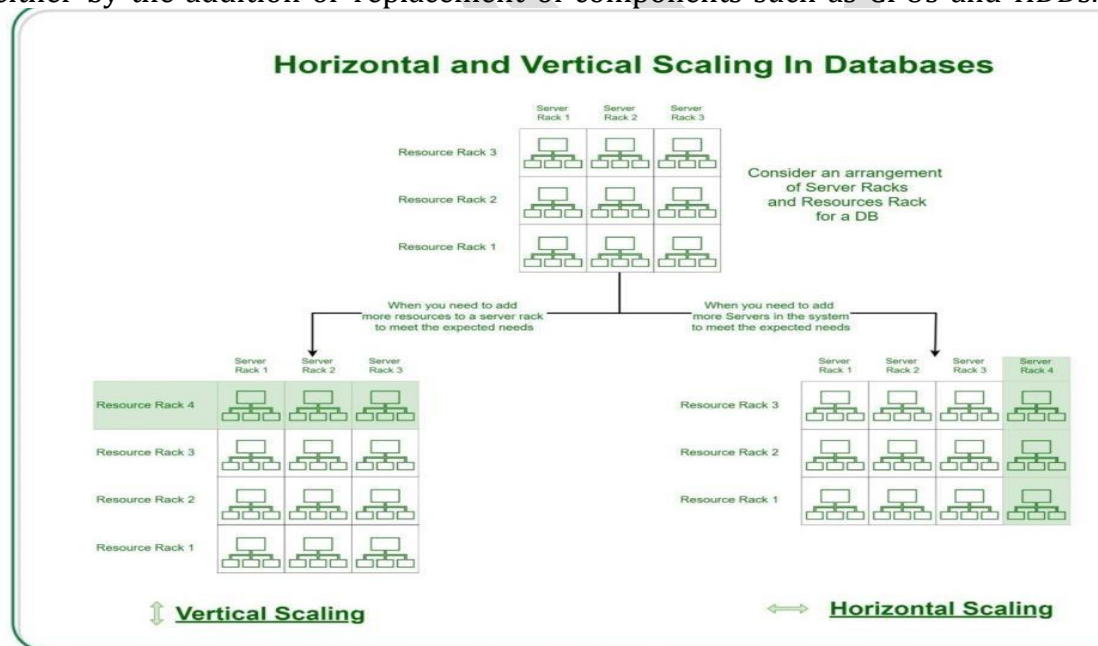 either by the addition or replacement of components such as CPUs and HDDs.
Horizontal and Vertical Scaling In Databases
Server Rack 1
Server Rack 2
Server Rack 3
Resource Rack 3
Resource Rack 2
Resource Rack 1
Consider an arrangement
of Server Racks
and Resources Rack
for a DB
When you need to add
more resources to a server rack
to meet the expected needs
When you need to add
more Servers in the system
to meet the expected needs
Server Rack 1
Server Rack 2
Server Rack 3
Resource Rack 4
Resource Rack 3
Resource Rack 2
Resource Rack 1
Vertical Scaling
Server Rack 1
Server Rack 2
Server Rack 3
Server Rack 4
Resource Rack 3
Resource Rack 2
Resource Rack 1
Horizontal Scaling